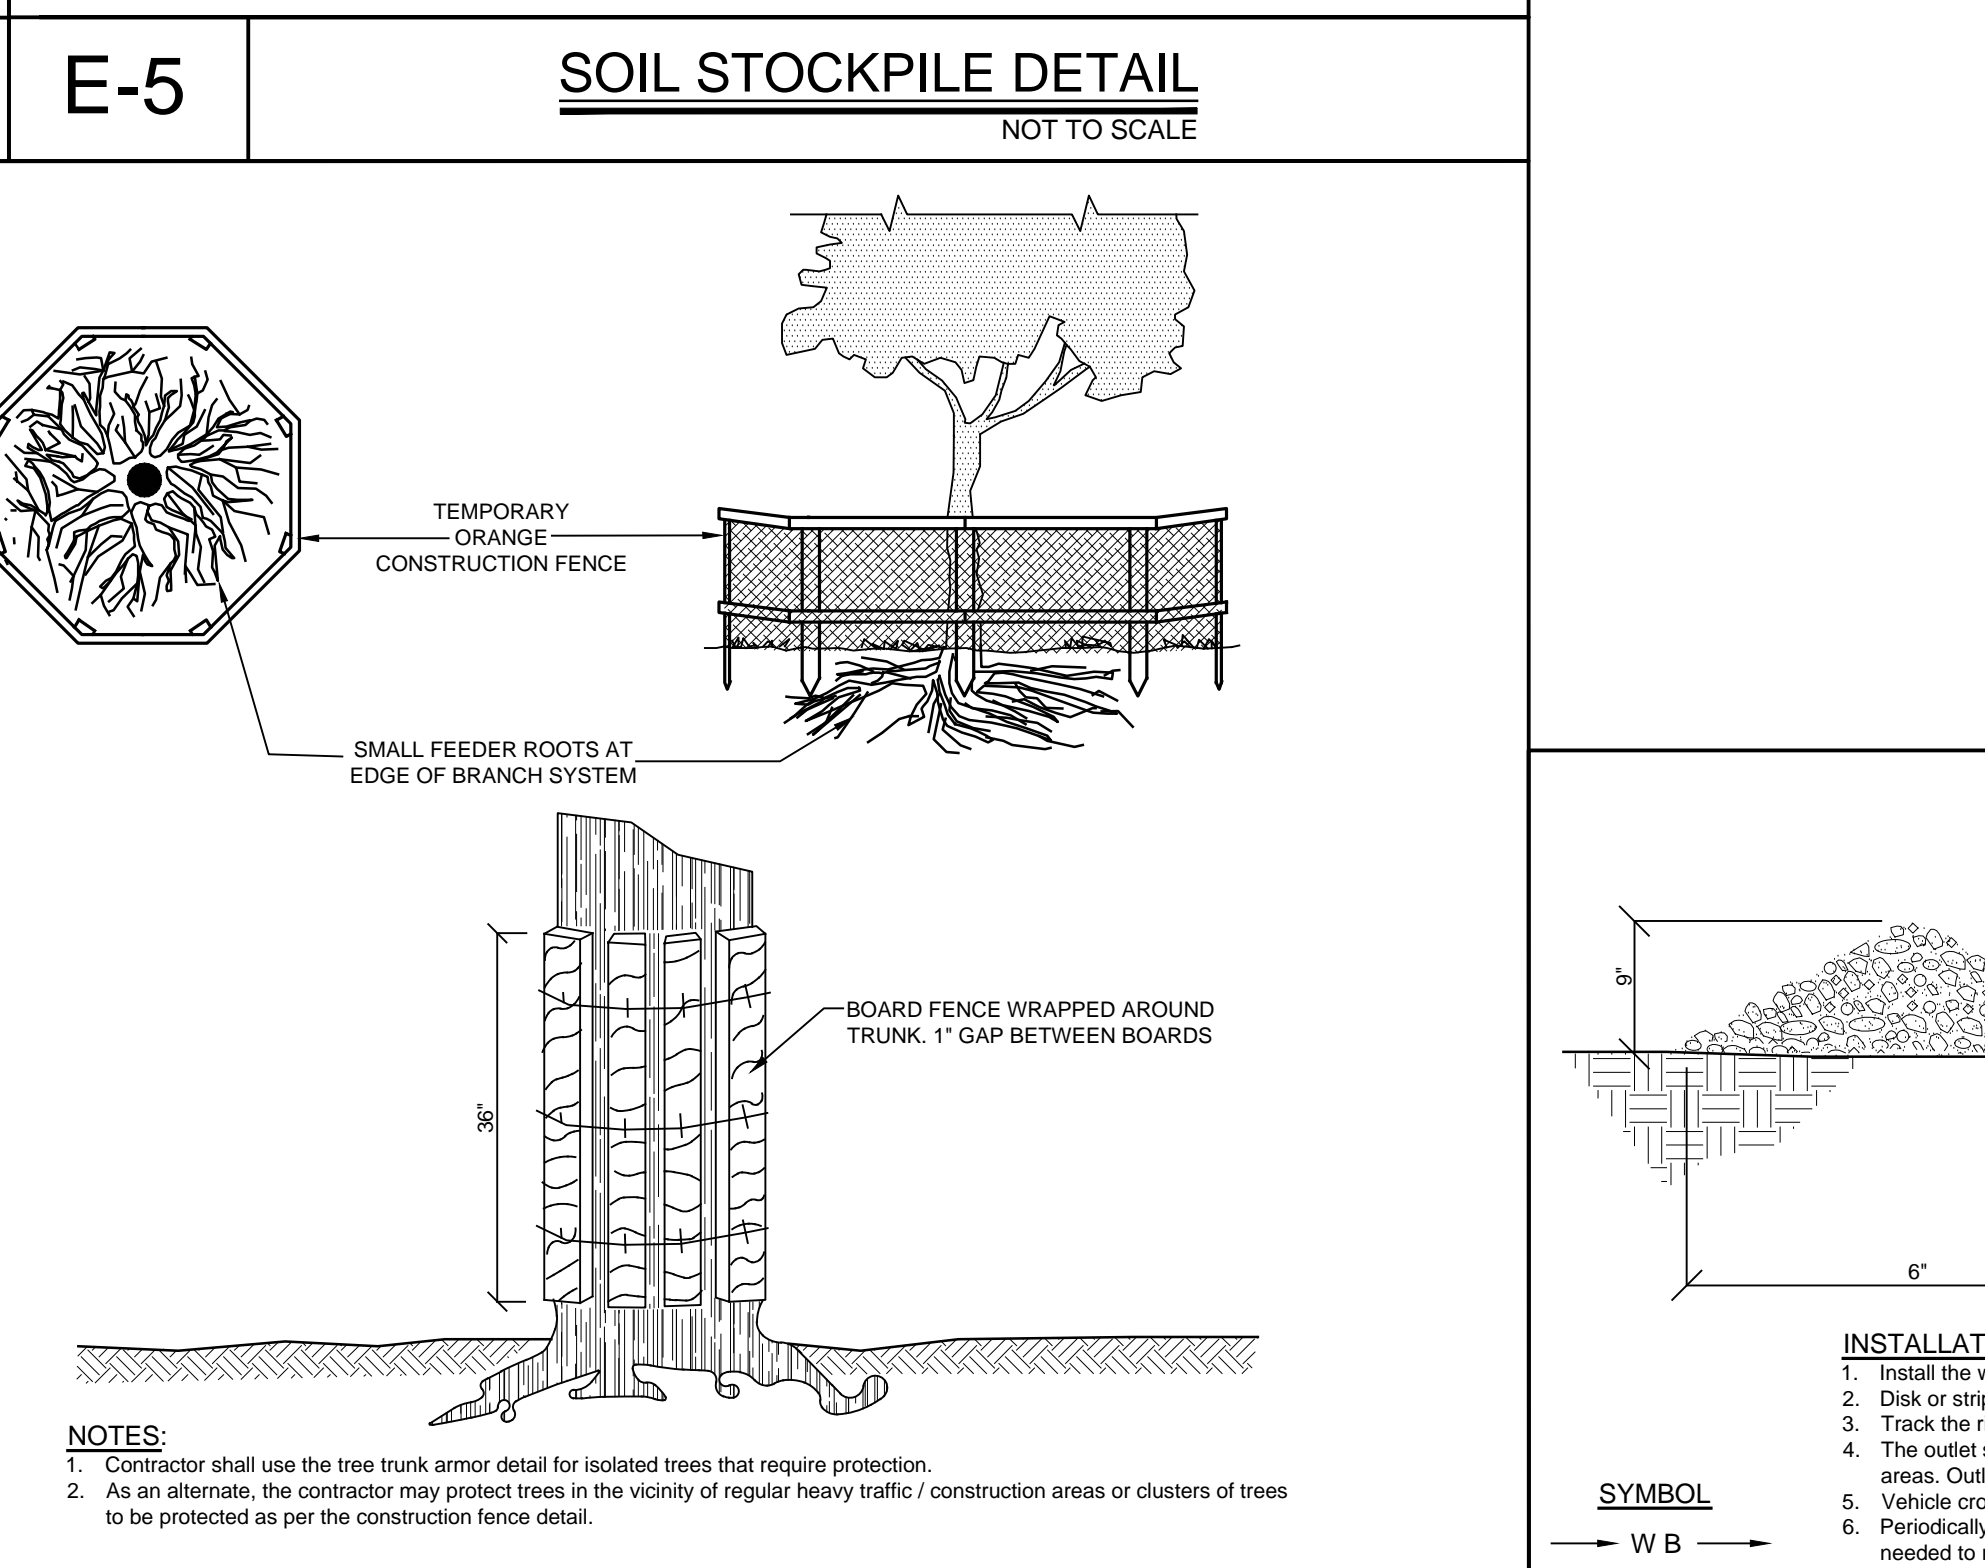 E-5
SOIL STOCKPILE DETAIL
NOT TO SCALE
TEMPORARY
ORANGE
CONSTRUCTION FENCE
SMALL FEEDER ROOTS AT
EDGE OF BRANCH SYSTEM
36"
BOARD FENCE WRAPPED AROUND
TRUNK. 1" GAP BETWEEN BOARDS
NOTES:
1. Contractor shall use the tree trunk armor detail for isolated trees that require protection.
2. As an alternate, the contractor may protect trees in the vicinity of regular heavy traffic / construction areas or clusters of trees
to be protected as per the construction fence detail.
9"
6"
1. Install the
2. Disk or
3. Track the
4. The outlet
areas.
5. Vehicle
6. Periodically
needed to
SYMBOL
W B